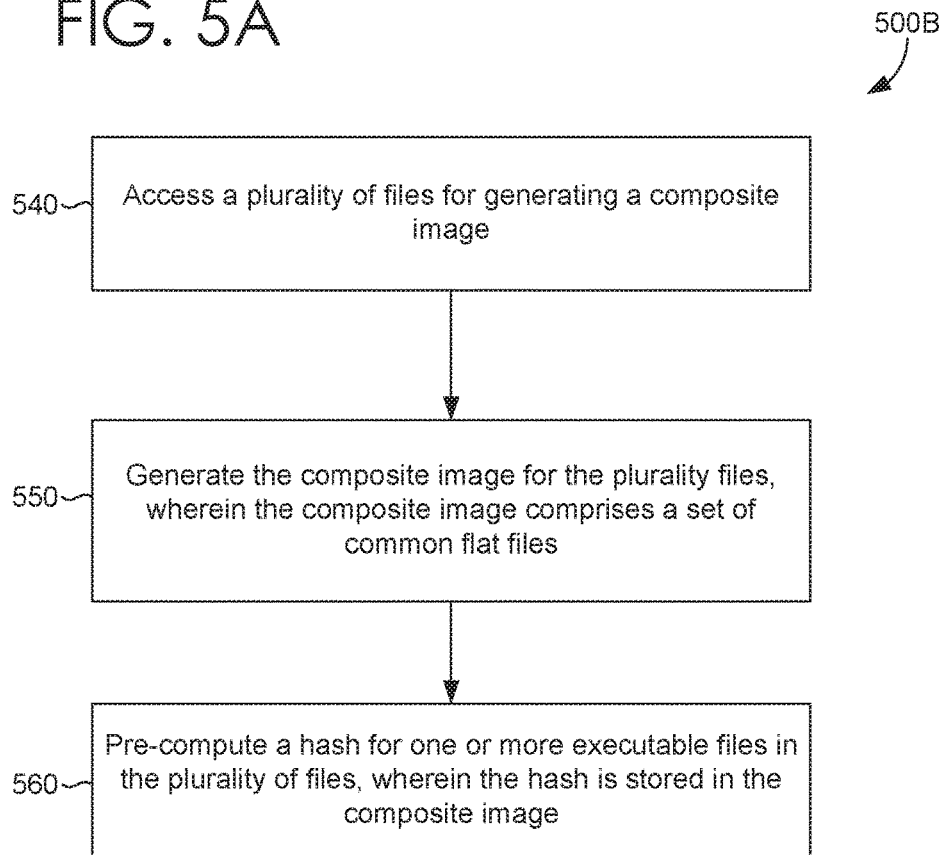 FIG. 5A
500B
540
Access a plurality of files for generating a composite
image
550
Generate the composite image for the plurality files,
wherein the composite image comprises a set of
common flat files
560
Pre-compute a hash for one or more executable files in
the plurality of files, wherein the hash is stored in the
composite image